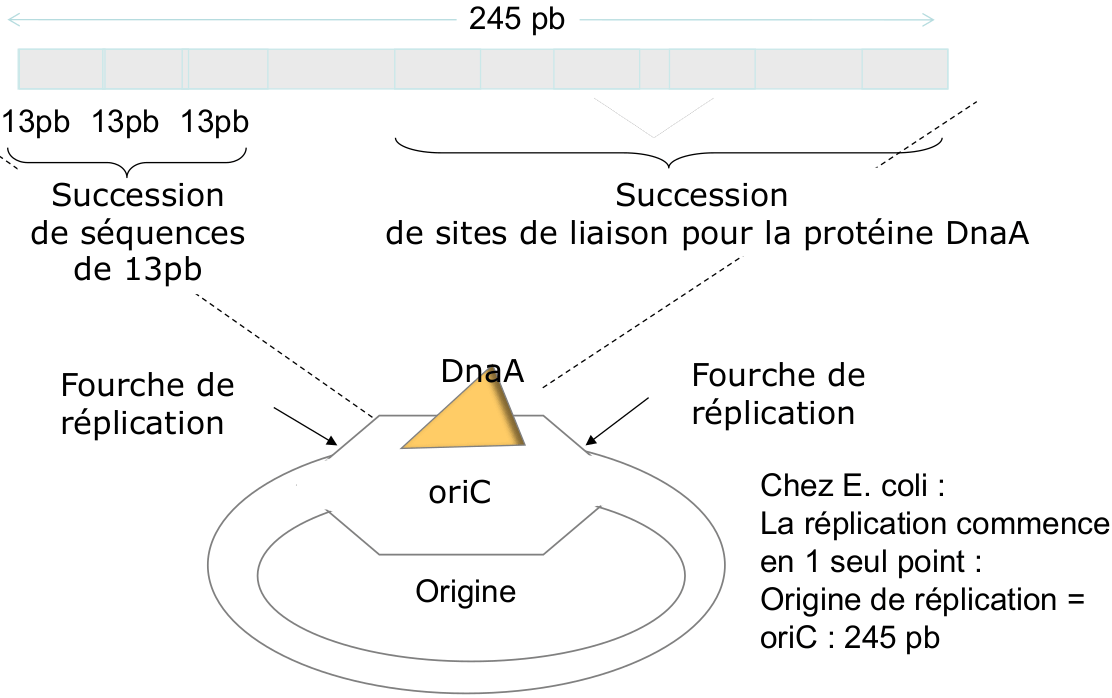 245 pb
13pb 13pb 13pb
Succession
de séquences
de 13pb
Succession
de sites de liaison pour la protéine DnaA
DnaA
Fourche de
réplication
Fourche de
réplication
oriC
Origine
Chez E. coli :
La réplication commence
en 1 seul point :
Origine de réplication =
oriC : 245 pb